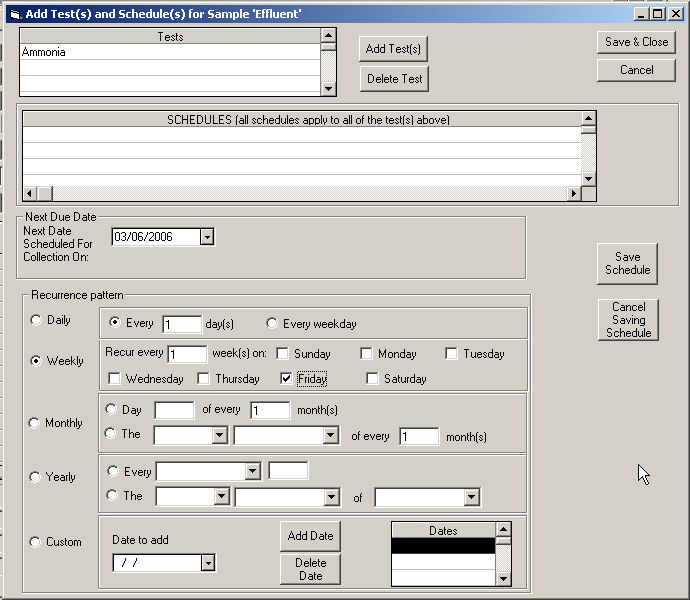 Add Test(s) and Schedule(s) for Sample 'Effluent'
Tests
Ammonia
Add Test(s)
Delete Test
Save & Close
Cancel
SCHEDULES (all schedules apply to all of the test(s) above)
Next Due Date
Next Date
Scheduled For
Collection On:
03/06/2006
Save
Schedule
Cancel
Saving
Schedule
Recurrence pattern
Daily
Every 1 day(s)
Every weekday
Weekly
Recur every 1 week(s) on:
Sunday
Monday
Tuesday
Wednesday
Thursday
Friday
Saturday
Monthly
Day of every 1 month(s)
The of every 1 month(s)
Yearly
Every
The of
Custom
Date to add
/ /
Add Date
Delete
Date
Dates